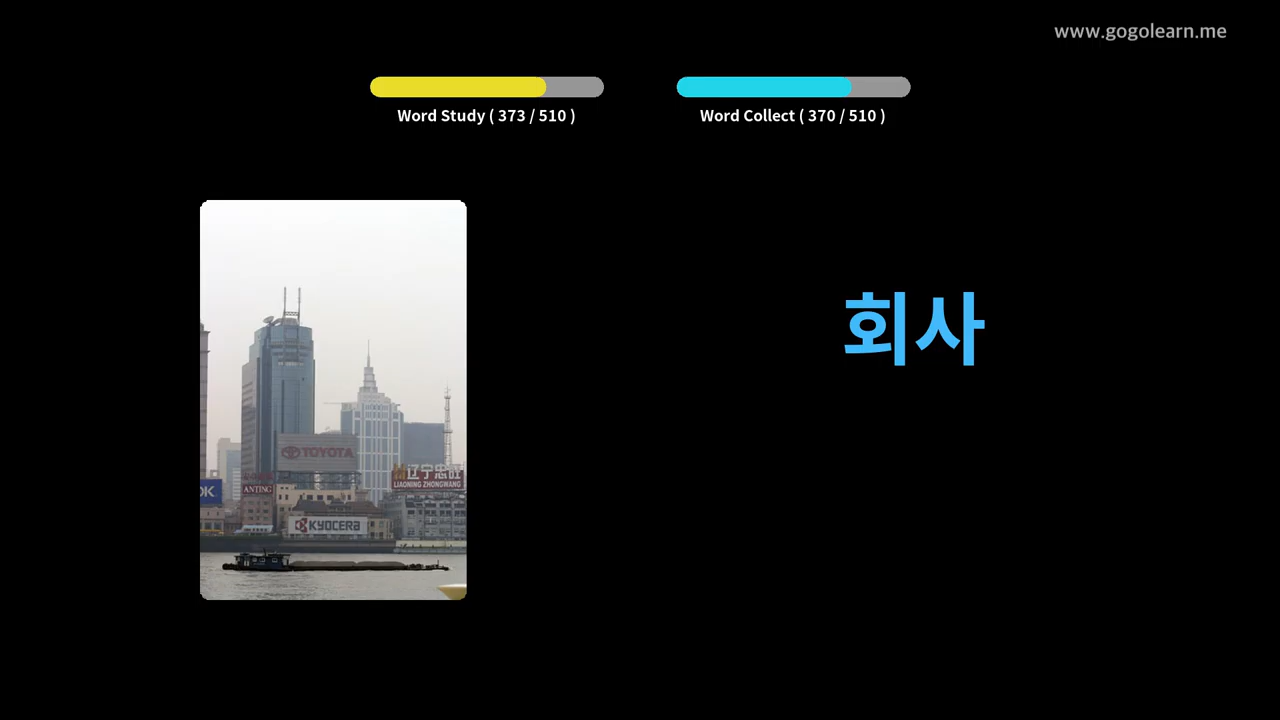 www.gogolearn.me
Word Study ( 373 / 510 )
Word Collect ( 370 / 510 )
회사
TOYOTA
辽宁忠旺
LIAONING ZHONGWANG
OK
ANTING
KYOCERA